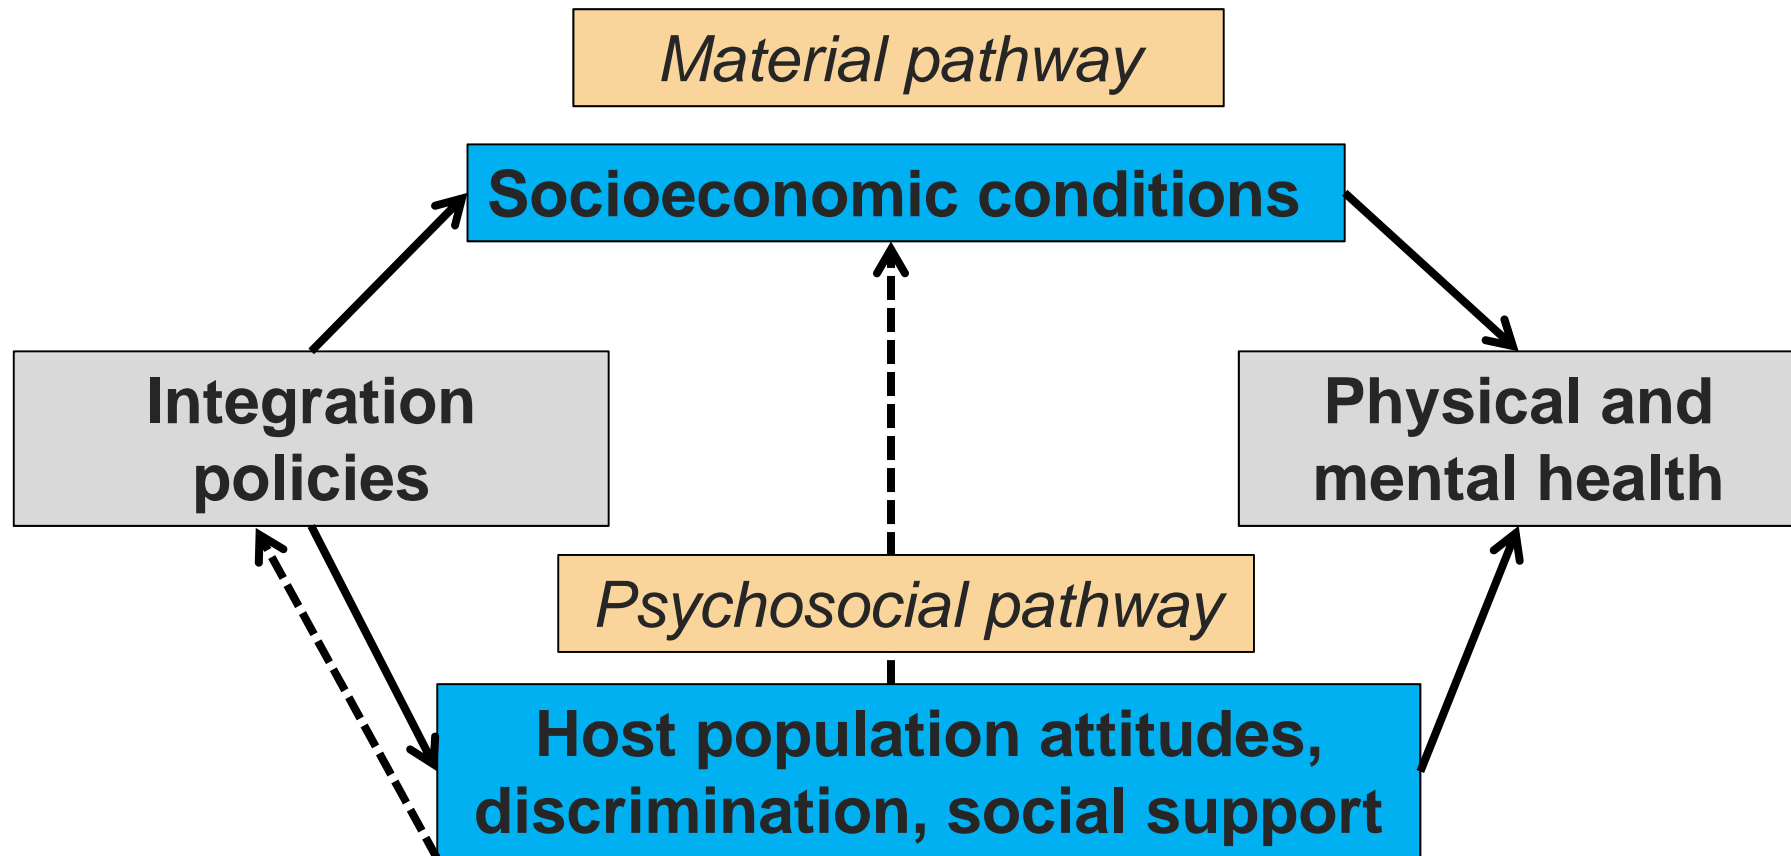 Material pathway
Socioeconomic conditions
Integration
policies
Physical and
mental health
Psychosocial pathway
Host population attitudes,
discrimination, social support